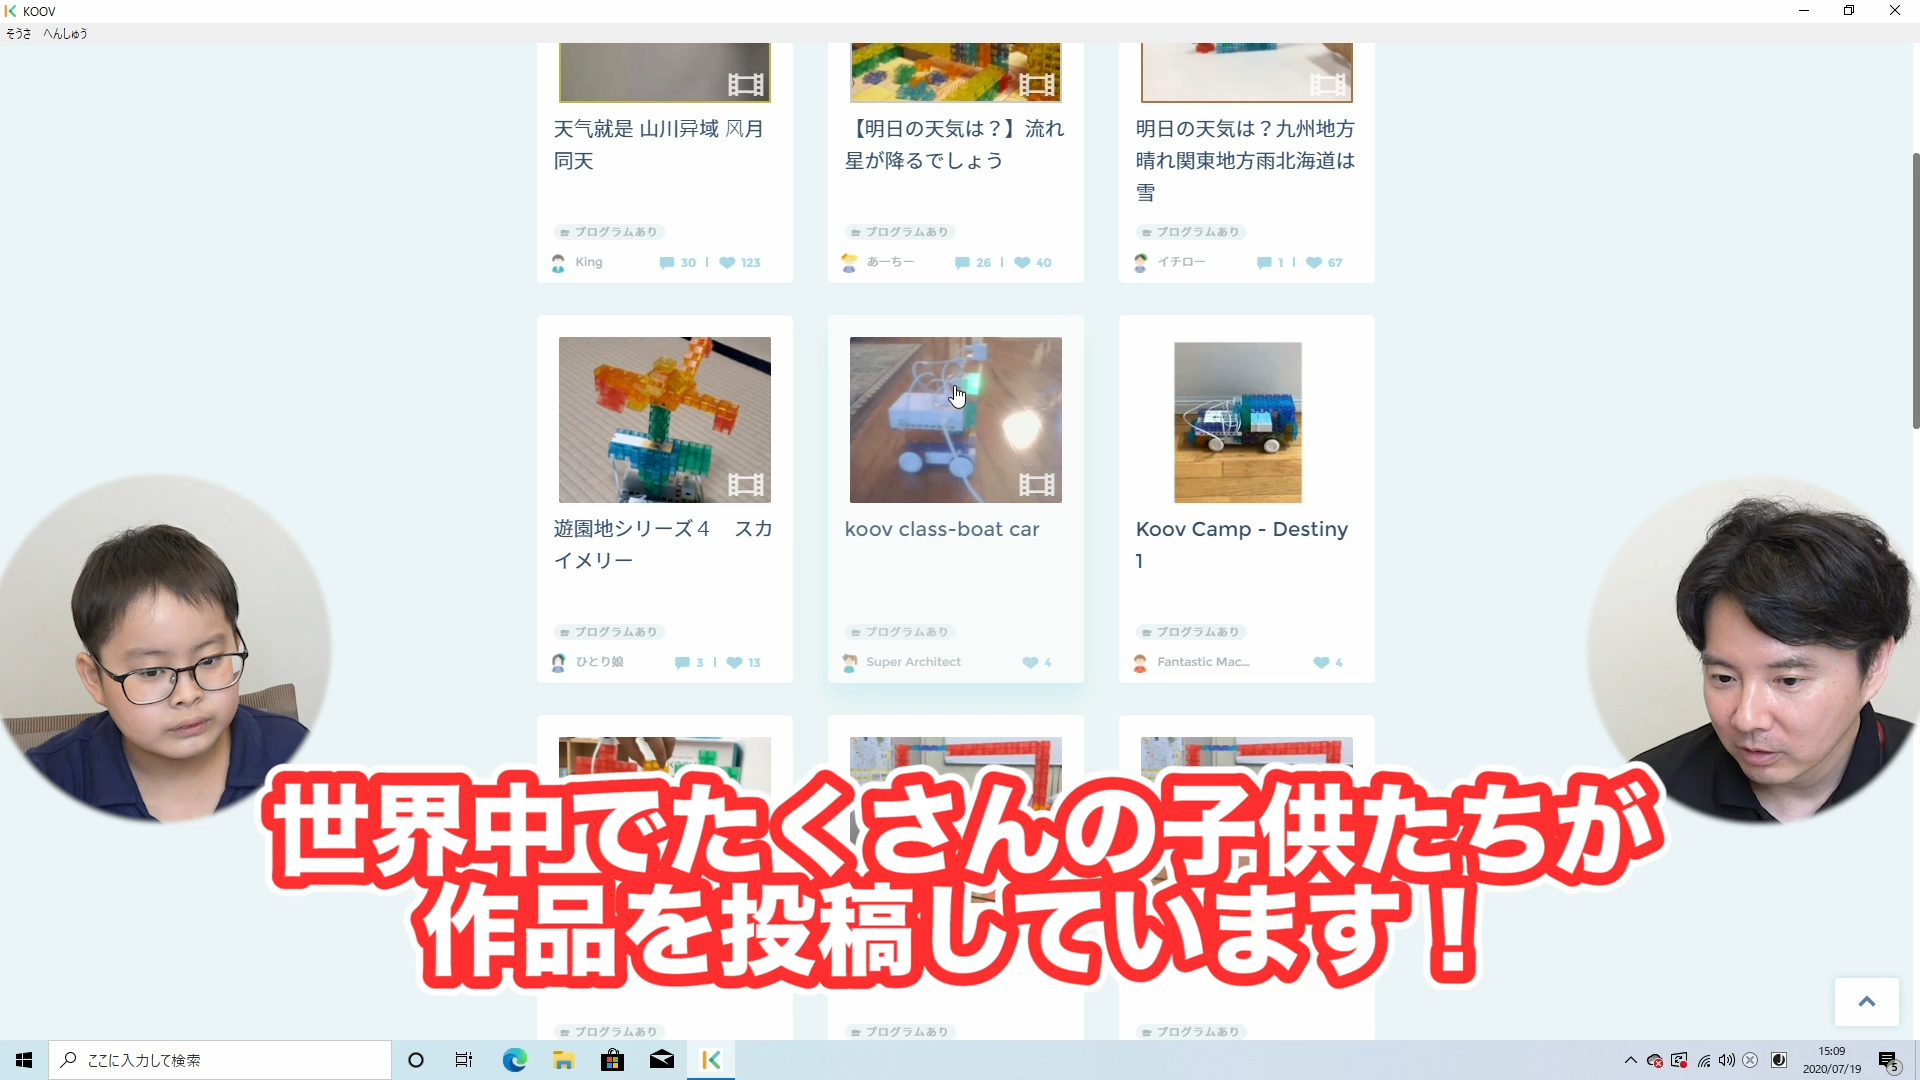 KOOV
そうさ へんしゅう
天气就是 山川异域 风月
同天
プログラムあり
King 30 | 123
【明日の天気は？】流れ
星が降るでしょう
プログラムあり
あーちー 26 | 40
明日の天気は？九州地方
晴れ関東地方雨北海道は
雪
プログラムあり
イチロー 1 | 67
遊園地シリーズ４　スカ
イメリー
プログラムあり
ひとり娘 3 | 13
koov class-boat car
プログラムあり
Super Architect 4
Koov Camp - Destiny
1
プログラムあり
Fantastic Mac... 4
世界中でたくさんの子供たちが
作品を投稿しています！
プログラムあり
プログラムあり
プログラムあり
ここに入力して検索
15:09
2020/07/19
5